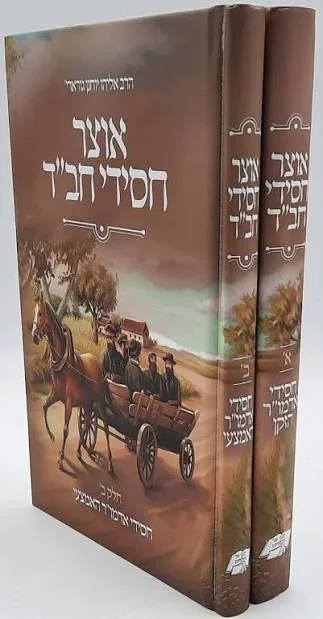 הרב אליהו יוחנן גוראריי
אוצר
חסידי חב"ד
חלק ב'
חסידי אדמו"ר האמצעי
אוצר
חסידי
חב"ד
ב'
חסידי
אדמו"ר
האמצעי
אוצר
חסידי
חב"ד
א'
חסידי
אדמו"ר
הזקן